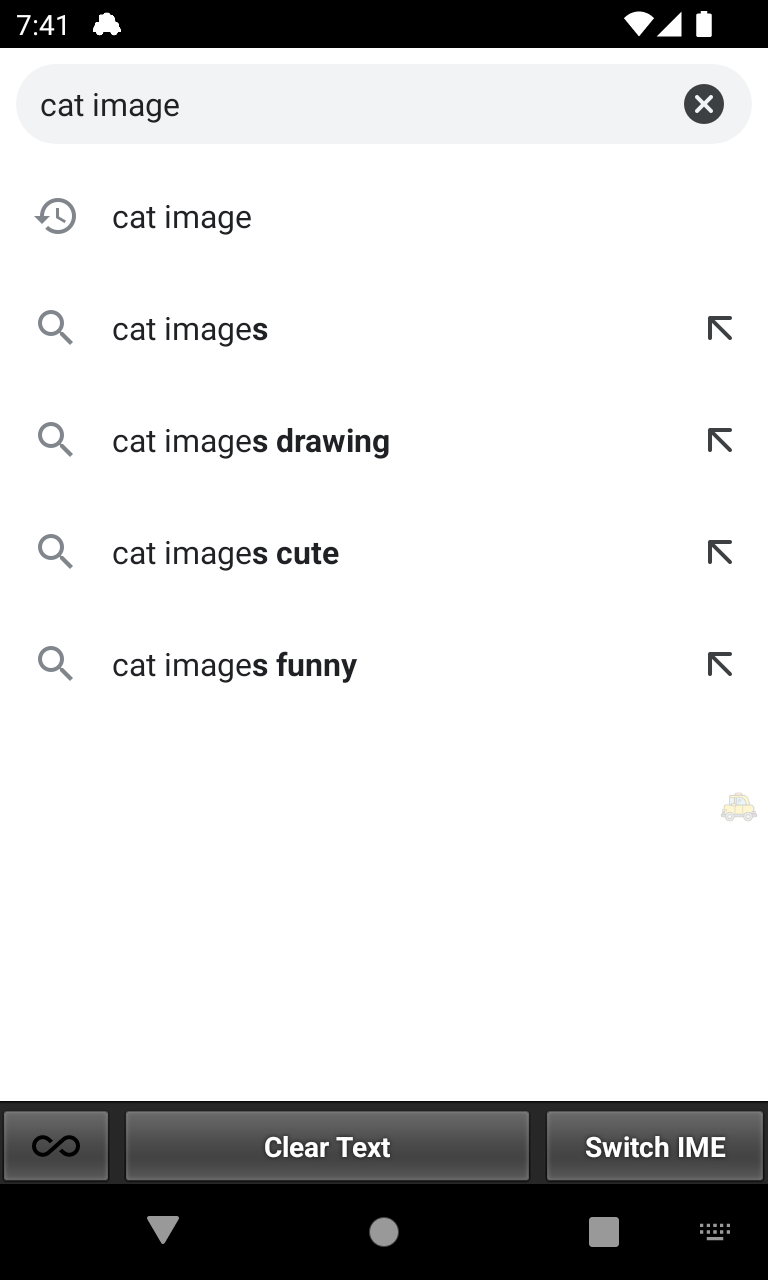 7:41
cat image
cat image
cat images
cat images drawing
cat images cute
cat images funny
Clear Text
Switch IME